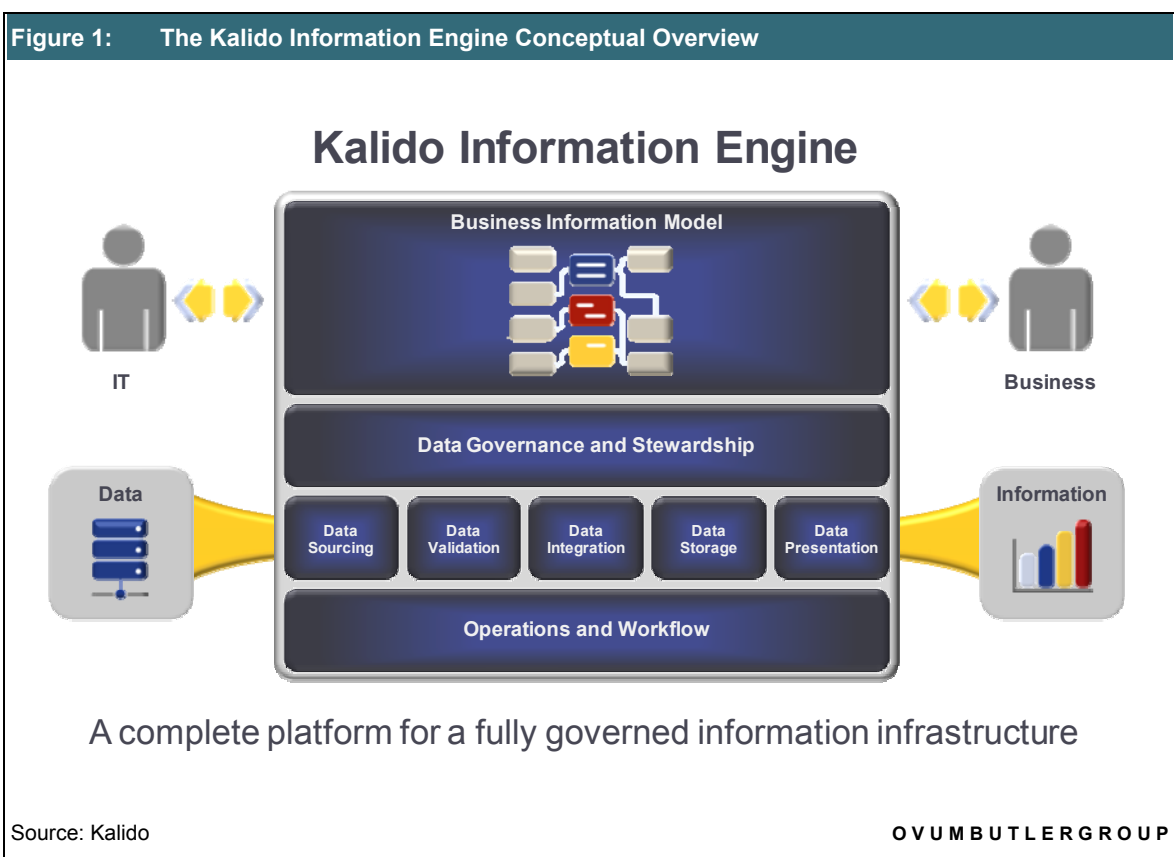 Figure 1: The Kalido Information Engine Conceptual Overview
Kalido Information Engine
Business Information Model
IT
Business
Data Governance and Stewardship
Data
Information
Data
Sourcing
Data
Validation
Data
Integration
Data
Storage
Data
Presentation
Operations and Workflow
A complete platform for a fully governed information infrastructure
Source: Kalido
OVUMBUTLERGROUP